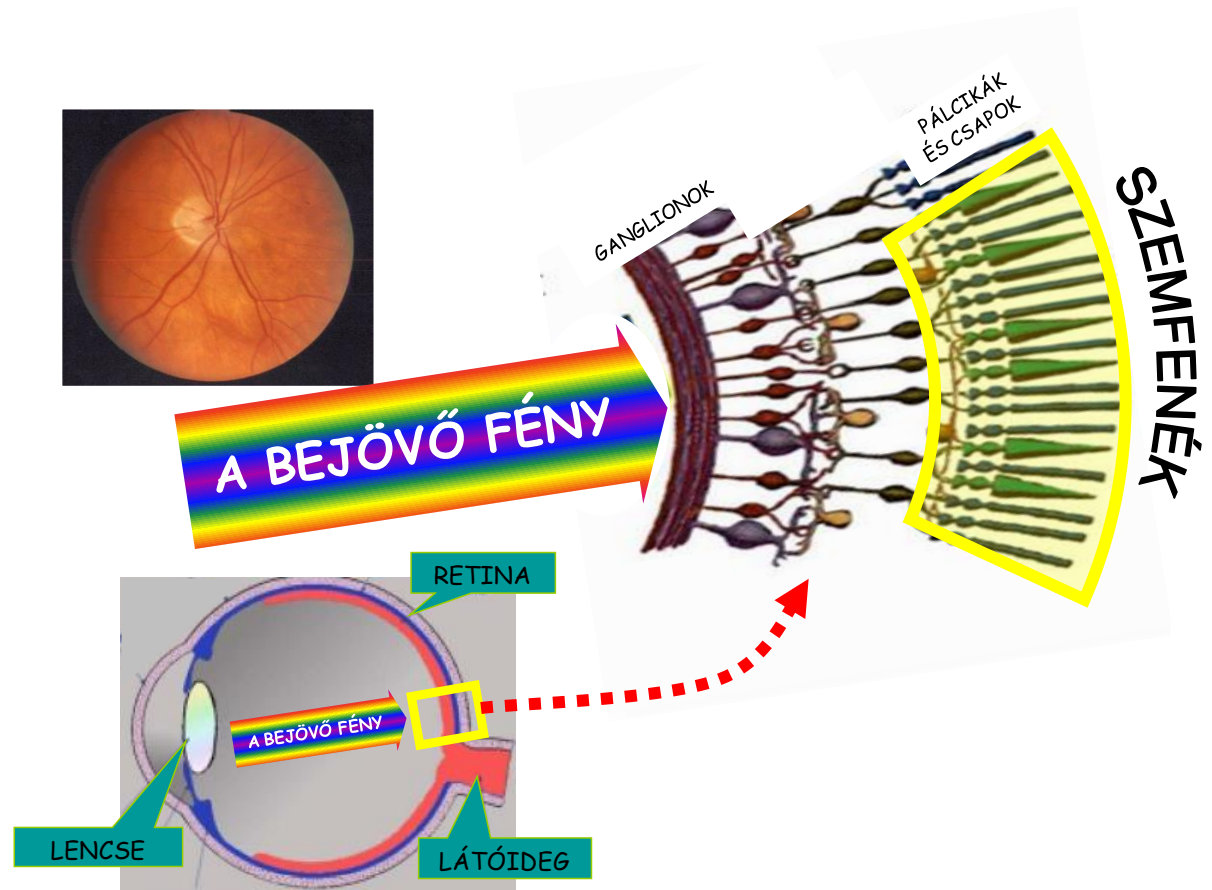 PÁLCIKÁK
ÉS CSAPOK
GANGLIONOK
SZEMFENÉK
A BEJÖVŐ FÉNY
RETINA
A BEJÖVŐ FÉNY
LENCSE
LÁTÓIDEG